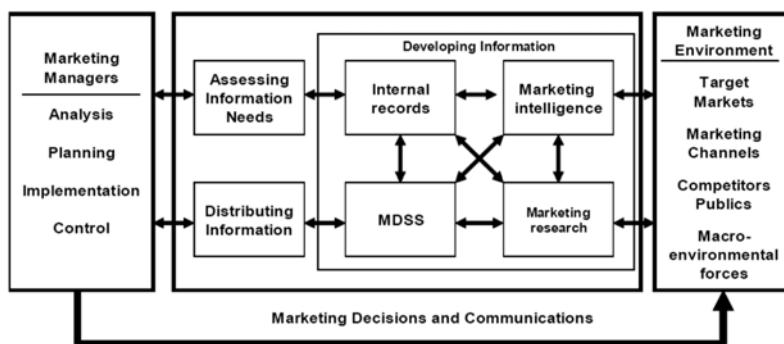 Marketing
Managers
Analysis
Planning
Implementation
Control
Assessing
Information
Needs
Distributing
Information
Developing Information
Internal
records
Marketing
intelligence
MDSS
Marketing
research
Marketing
Environment
Target
Markets
Marketing
Channels
Competitors
Publics
Macro-
environmental
forces
Marketing Decisions and Communications